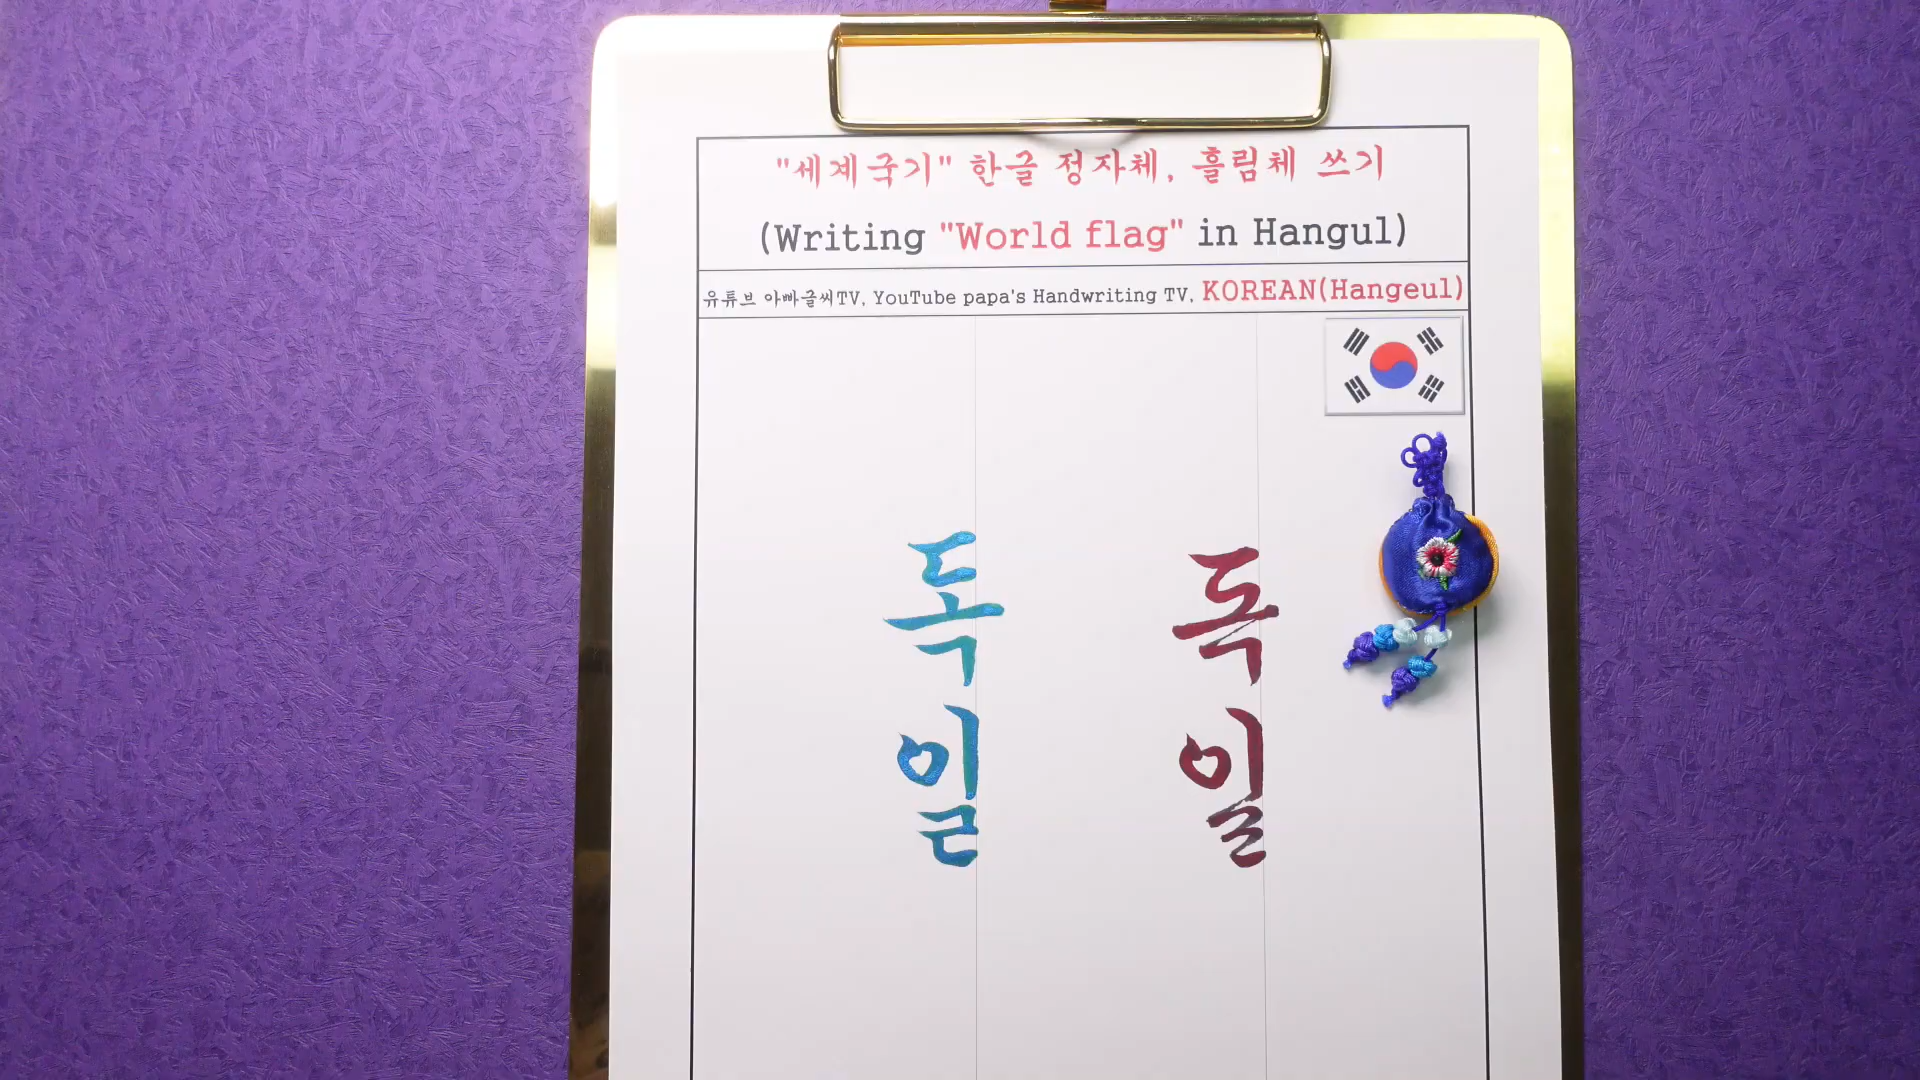 "세계국기" 한글 정자체, 흘림체 쓰기
(Writing "World flag" in Hangul)
유튜브 아빠글씨TV, YouTube papa's Handwriting TV, KOREAN(Hangeul)
독일
독일